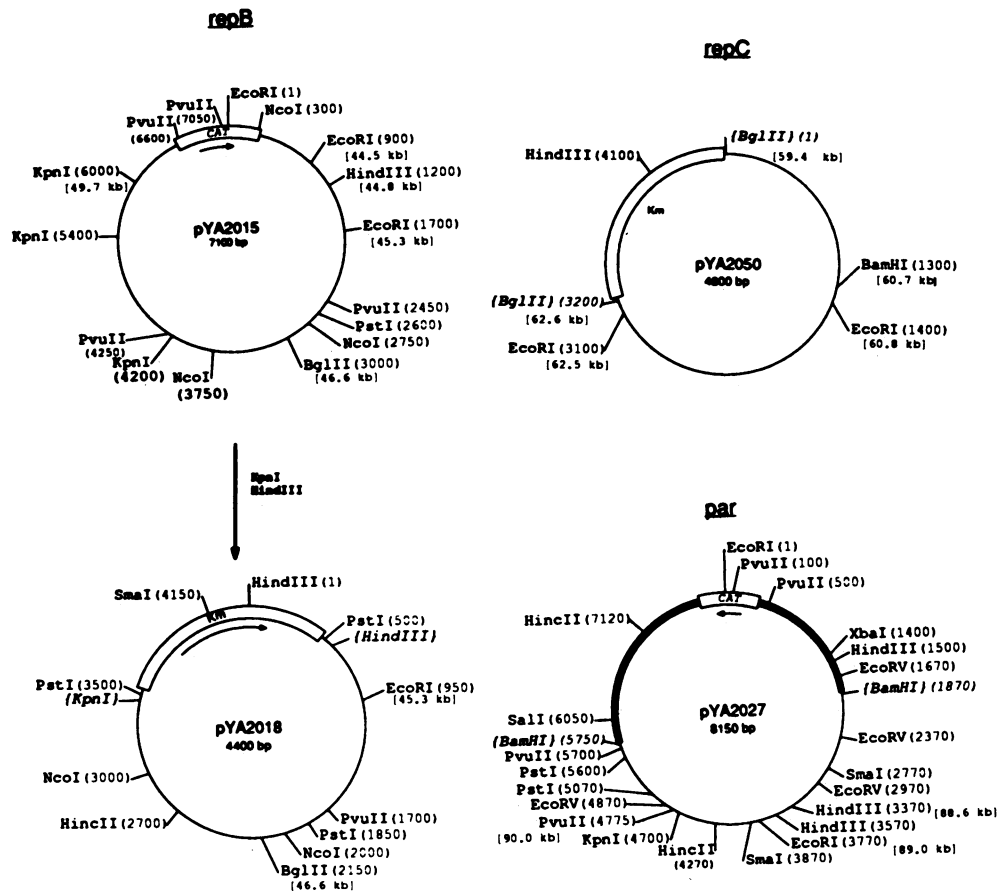 repB
PvuII
(7050)
EcoRI(1)
PvuII
(6600)
NcoI(300)
CAT
EcoRI(900)
[44.5 kb]
HindIII(1200)
[44.8 kb]
KpnI(6000)
[49.7 kb]
EcoRI(1700)
[45.3 kb]
KpnI(5400)
pYA2015
7100 bp
PvuII(2450)
PstI(2600)
NcoI(2750)
BglII(3000)
[46.6 kb]
PvuII
(4250)
KpnI
(4200)
NcoI
(3750)
repC
{BglII}(1)
[59.4 kb]
HindIII(4100)
Km
pYA2050
4600 bp
BamHI(1300)
[60.7 kb]
{BglII}(3200)
[62.6 kb]
EcoRI(1400)
[60.8 kb]
EcoRI(3100)
[62.5 kb]
KpnI
HindIII
SmaI(4150)
HindIII(1)
Km
PstI(500)
{HindIII}
PstI(3500)
{KpnI}
EcoRI(950)
[45.3 kb]
pYA2018
4400 bp
NcoI(3000)
HincII(2700)
PvuII(1700)
PstI(1850)
NcoI(2000)
BglII(2150)
[46.6 kb]
par
EcoRI(1)
PvuII(100)
PvuII(500)
CAT
HincII(7120)
XbaI(1400)
HindIII(1500)
EcoRV(1670)
{BamHI}(1870)
SalI(6050)
{BamHI}(5750)
PvuII(5700)
PstI(5600)
pYA2027
8150 bp
EcoRV(2370)
PstI(5070)
EcoRV(4870)
PvuII(4775)
[90.0 kb]
KpnI(4700)
HincII
(4270)
SmaI(2770)
EcoRV(2970)
HindIII(3370)
[88.6 kb]
HindIII(3570)
EcoRI(3770)
[89.0 kb]
SmaI(3870)